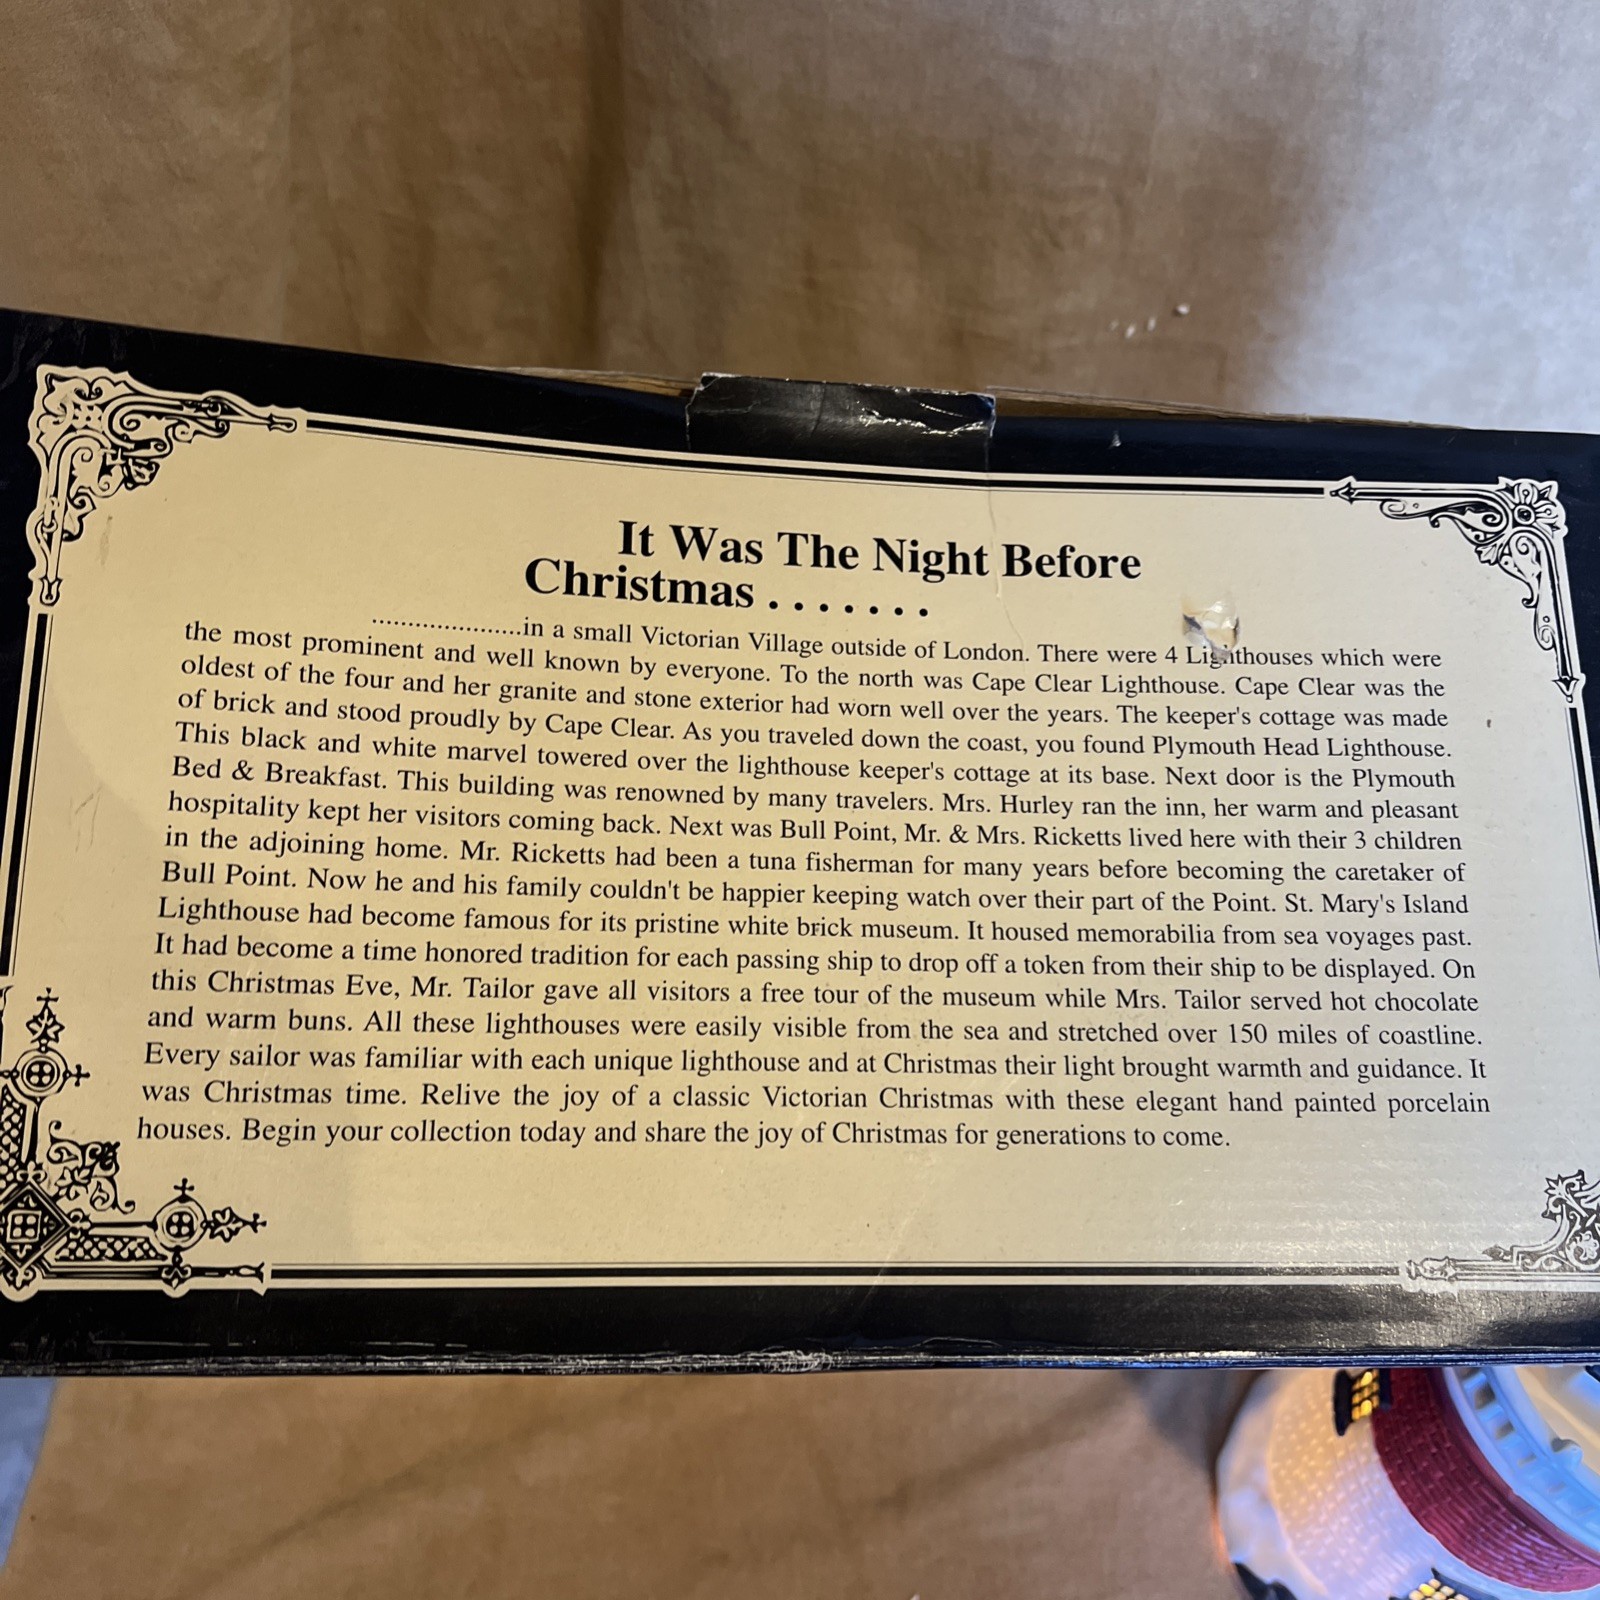 It Was The Night Before
Christmas . . . . . . .
.....................in a small Victorian Village outside of London. There were 4 Lighthouses which were
the most prominent and well known by everyone. To the north was Cape Clear Lighthouse. Cape Clear was the
oldest of the four and her granite and stone exterior had worn well over the years. The keeper's cottage was made
of brick and stood proudly by Cape Clear. As you traveled down the coast, you found Plymouth Head Lighthouse.
This black and white marvel towered over the lighthouse keeper's cottage at its base. Next door is the Plymouth
Bed & Breakfast. This building was renowned by many travelers. Mrs. Hurley ran the inn, her warm and pleasant
hospitality kept her visitors coming back. Next was Bull Point, Mr. & Mrs. Ricketts lived here with their 3 children
in the adjoining home. Mr. Ricketts had been a tuna fisherman for many years before becoming the caretaker of
Bull Point. Now he and his family couldn't be happier keeping watch over their part of the Point. St. Mary's Island
Lighthouse had become famous for its pristine white brick museum. It housed memorabilia from sea voyages past.
It had become a time honored tradition for each passing ship to drop off a token from their ship to be displayed. On
this Christmas Eve, Mr. Tailor gave all visitors a free tour of the museum while Mrs. Tailor served hot chocolate
and warm buns. All these lighthouses were easily visible from the sea and stretched over 150 miles of coastline.
Every sailor was familiar with each unique lighthouse and at Christmas their light brought warmth and guidance. It
was Christmas time. Relive the joy of a classic Victorian Christmas with these elegant hand painted porcelain
houses. Begin your collection today and share the joy of Christmas for generations to come.